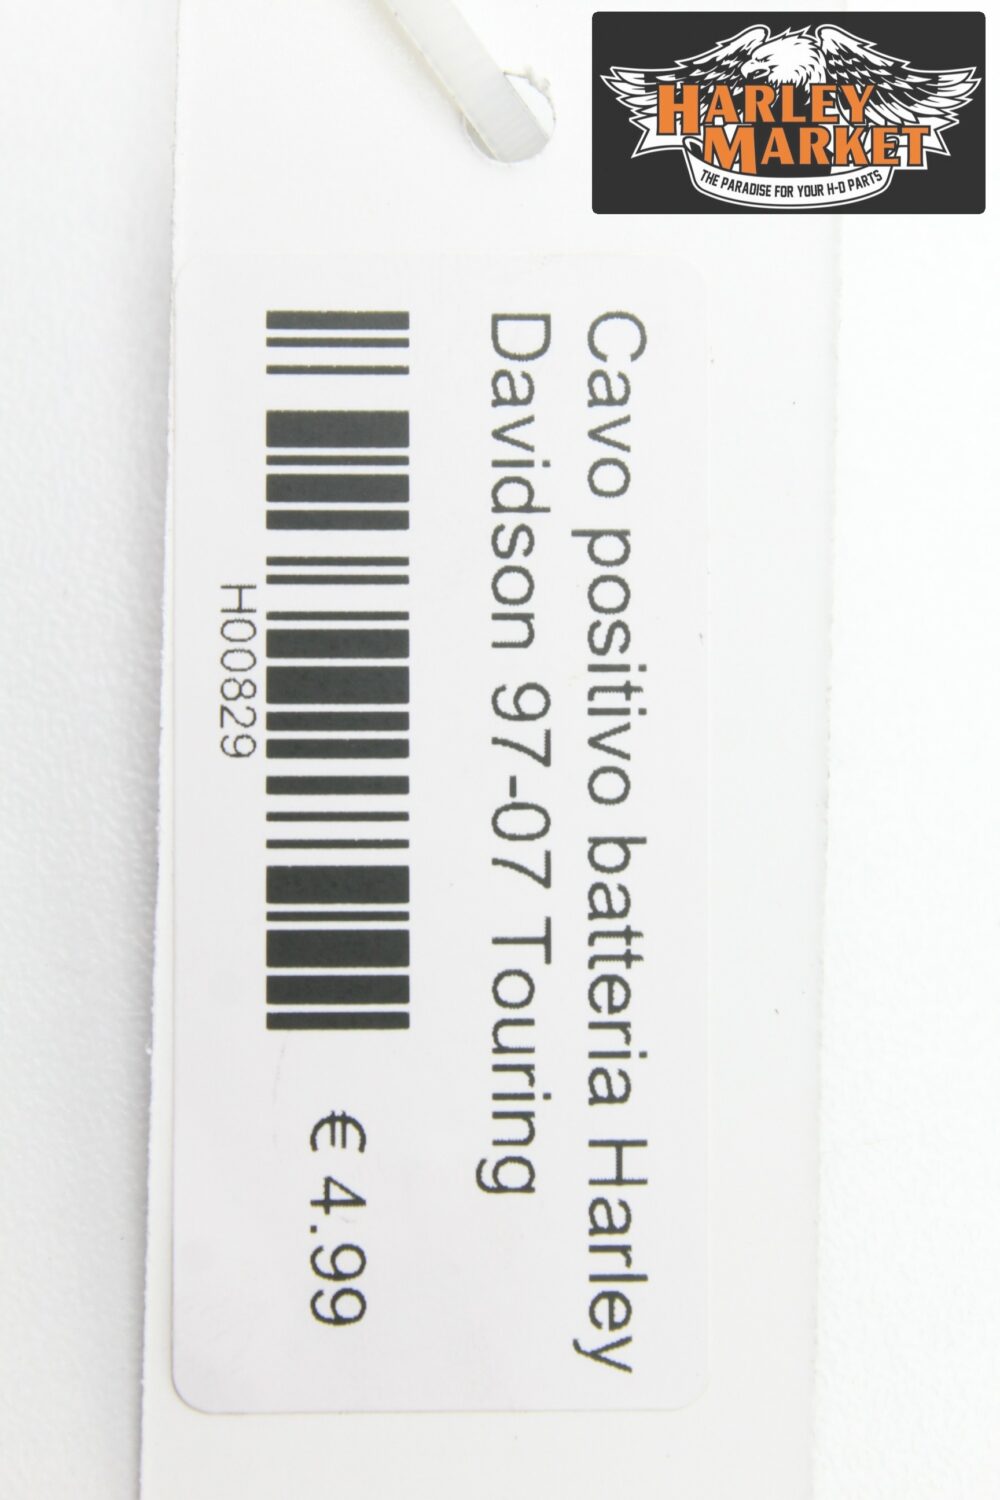 HARLEY
MARKET
THE PARADISE FOR YOUR H-D PARTS
Cavo positivo batteria Harley
Davidson 97-07 Touring
H00829
€ 4.99